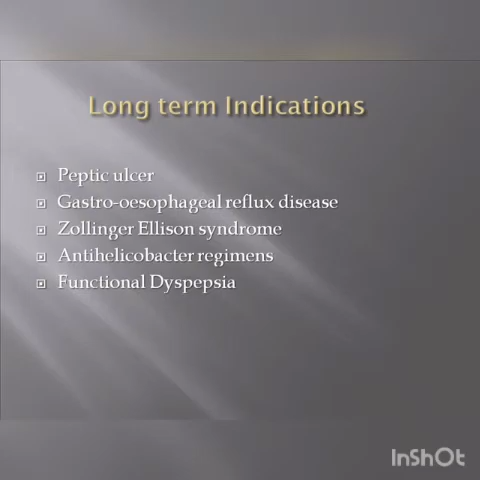 Long term Indications
Peptic ulcer
Gastro-oesophageal reflux disease
Zollinger Ellison syndrome
Antihelicobacter regimens
Functional Dyspepsia
InShOt